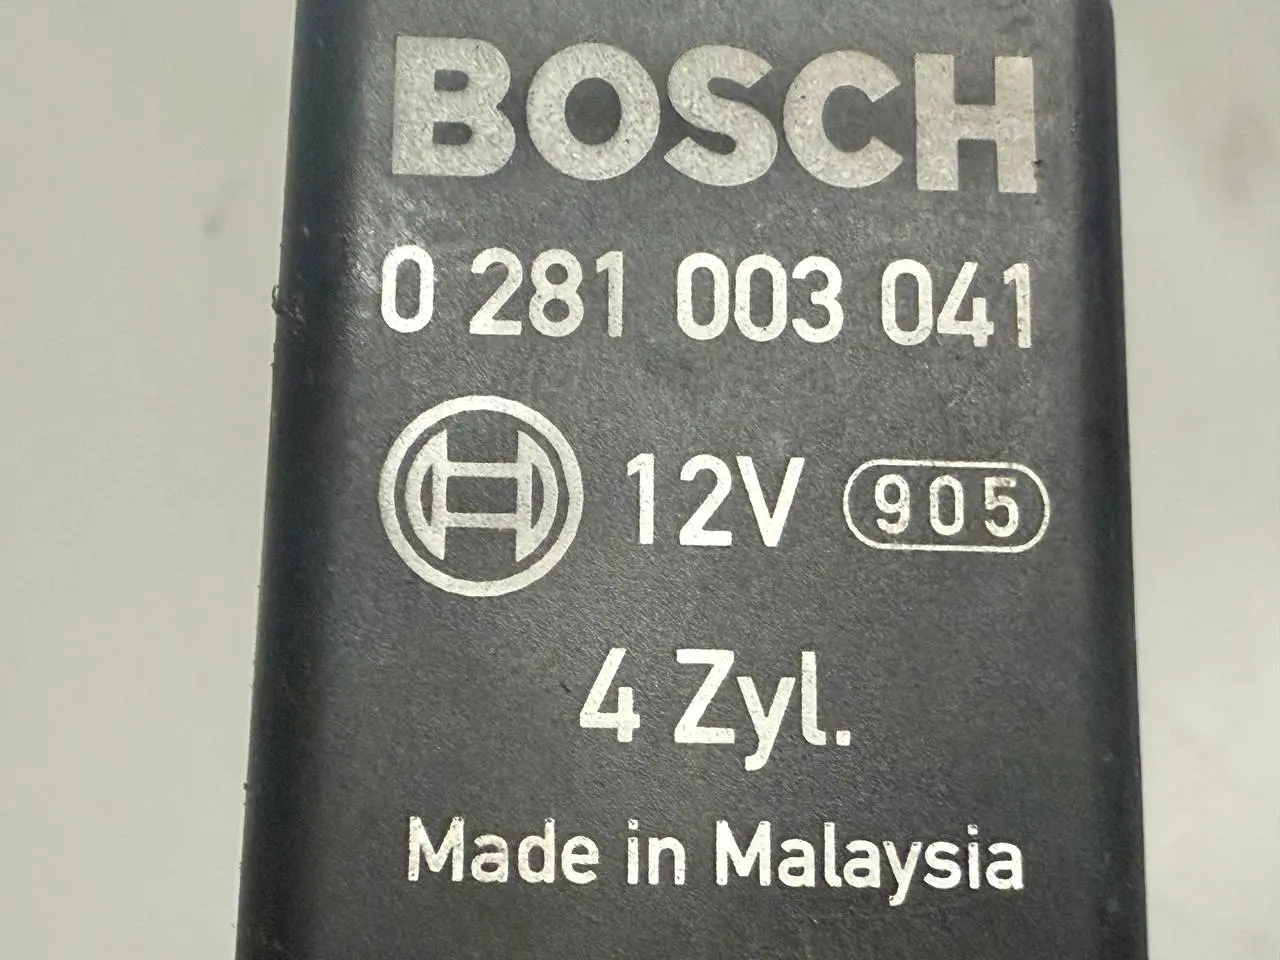 BOSCH
0 281 003 041
12V 905
4 Zyl.
Made in Malaysia